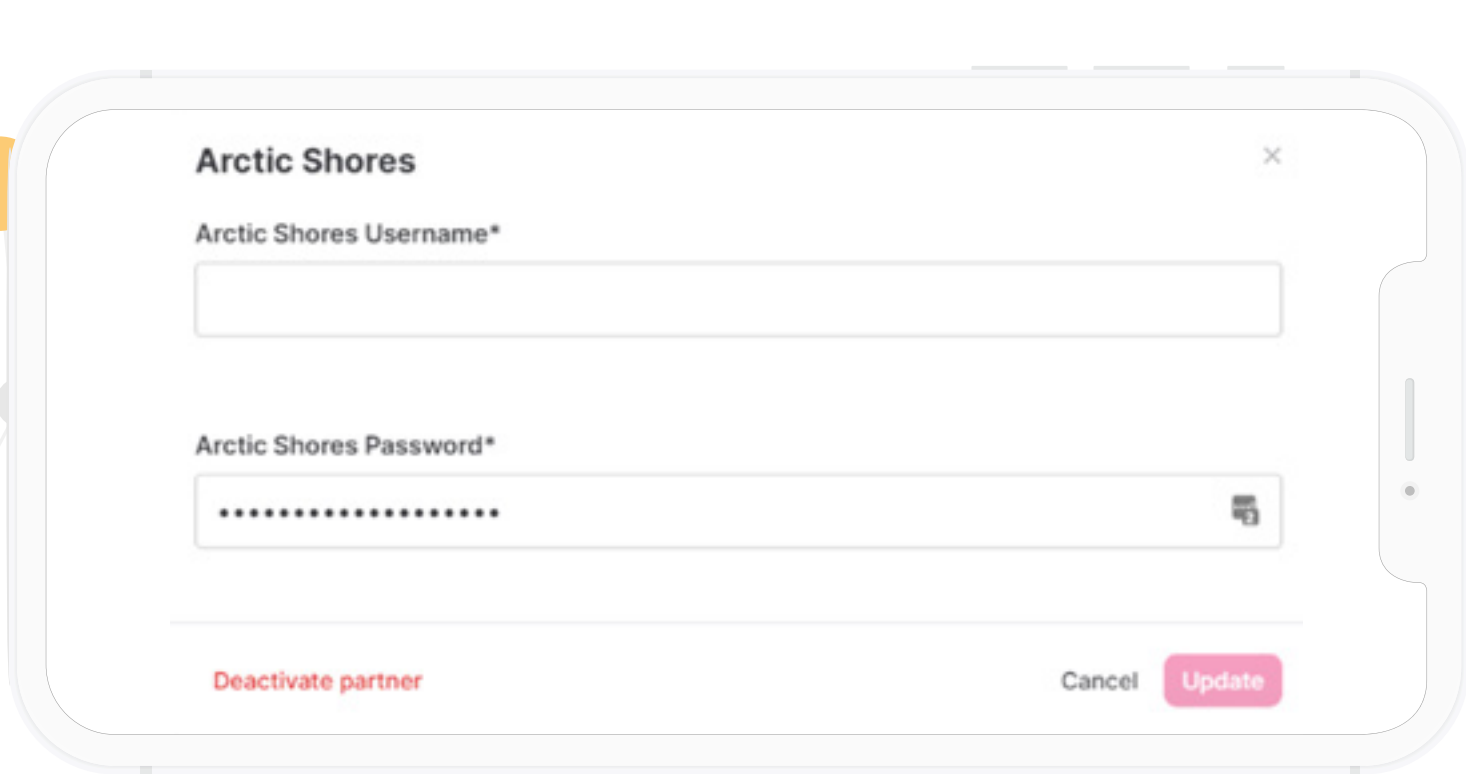 Arctic Shores
Arctic Shores Username*
Arctic Shores Password*
•••••••••••••••••••
Deactivate partner
Cancel
Update